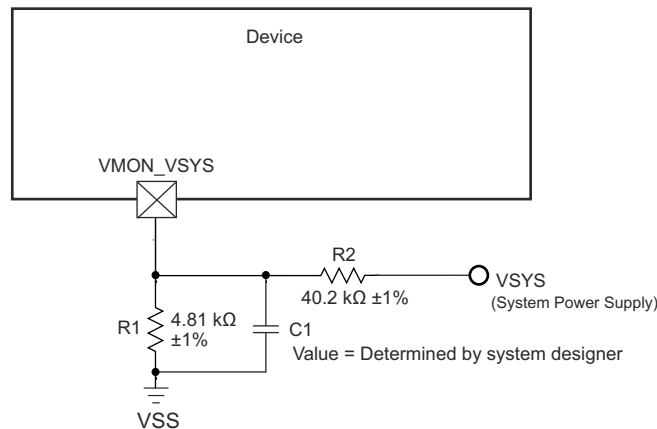 Device
VMON_VSYS
R2
VSYS
40.2 kΩ ±1%
(System Power Supply)
R1
4.81 kΩ
±1%
C1
Value = Determined by system designer
VSS